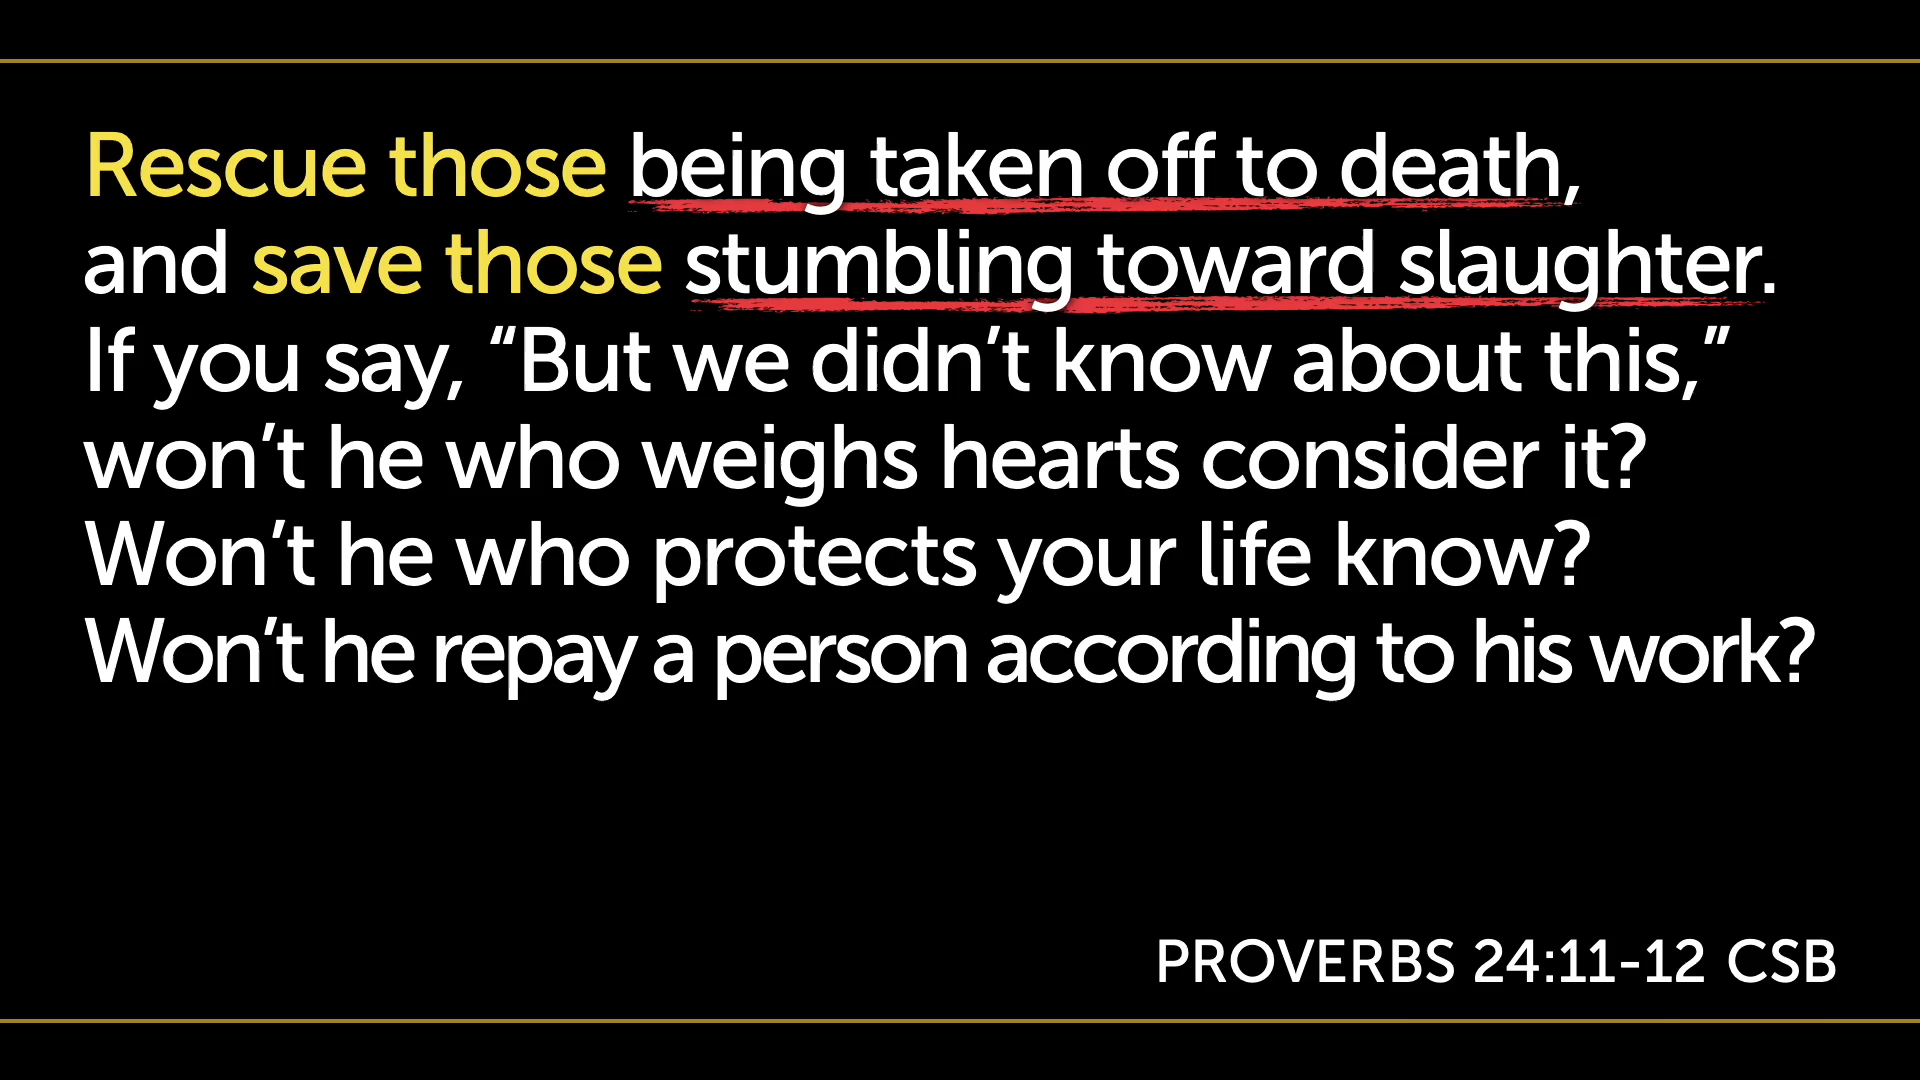 Rescue those being taken off to death,
and save those stumbling toward slaughter.
If you say, “But we didn’t know about this,”
won’t he who weighs hearts consider it?
Won’t he who protects your life know?
Won’t he repay a person according to his work?
PROVERBS 24:11-12 CSB